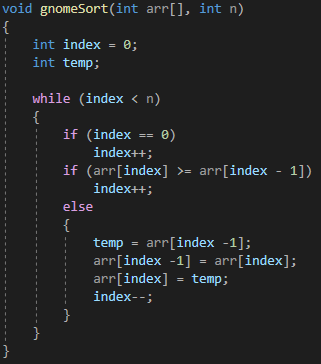 void gnomeSort(int arr[], int n)
{
    int index = 0;
    int temp;

    while (index < n)
    {
        if (index == 0)
            index++;
        if (arr[index] >= arr[index - 1])
            index++;
        else
        {
            temp = arr[index -1];
            arr[index -1] = arr[index];
            arr[index] = temp;
            index--;
        }
    }
}